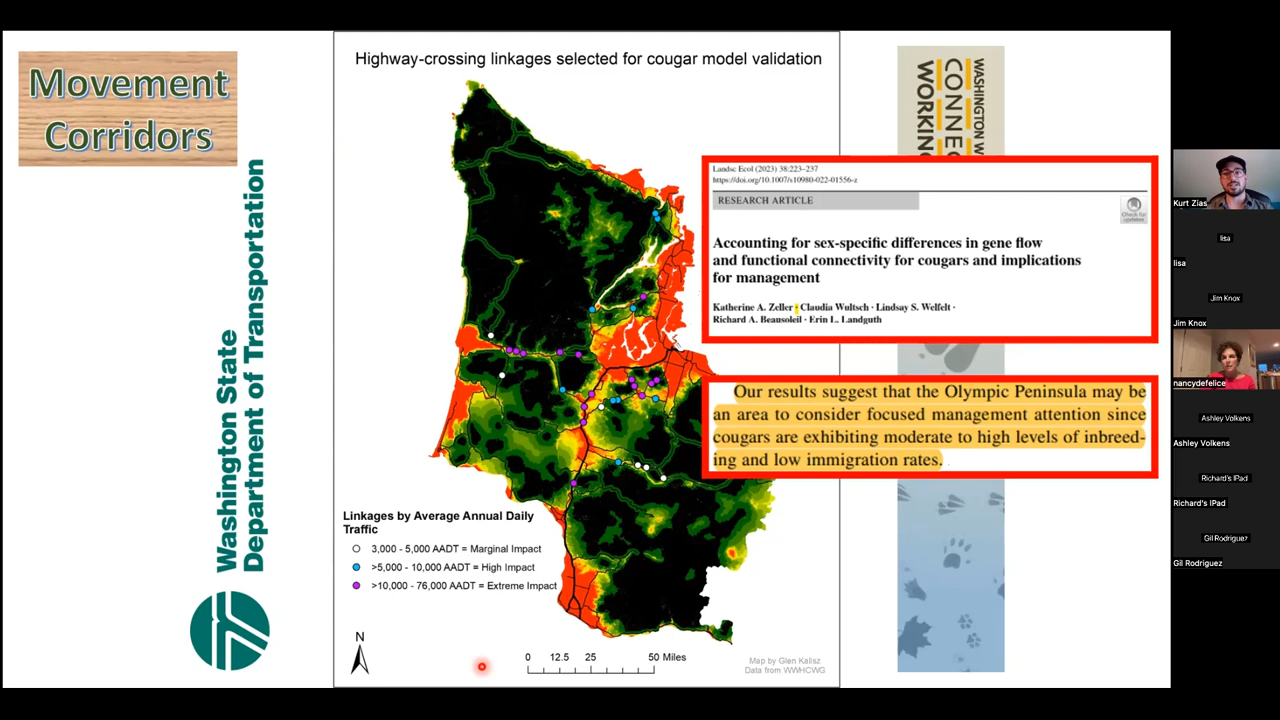 Movement
Corridors
Washington State
Department of Transportation
Highway-crossing linkages selected for cougar model validation
Linkages by Average Annual Daily
Traffic
3,000 - 5,000 AADT = Marginal Impact
>5,000 - 10,000 AADT = High Impact
>10,000 - 76,000 AADT = Extreme Impact
N
0 12.5 25 50 Miles
Map by Glen Kalisz
Data from WWHCWG
WASHINGTON W
CONNEC
WORKIN
Landsc Ecol (2023) 38:223–237
https://doi.org/10.1007/s10980-022-01556-z
RESEARCH ARTICLE
Check for
updates
Accounting for sex-specific differences in gene flow
and functional connectivity for cougars and implications
for management
Katherine A. Zeller · Claudia Wultsch · Lindsay S. Welfelt ·
Richard A. Beausoleil · Erin L. Landguth
Our results suggest that the Olympic Peninsula may be
an area to consider focused management attention since
cougars are exhibiting moderate to high levels of inbreed-
ing and low immigration rates.
Kurt Zias
lisa
lisa
Jim Knox
Jim Knox
nancydefelice
Ashley Volkens
Ashley Volkens
Richard's IPad
Richard's IPad
Gil Rodriguez
Gil Rodriguez